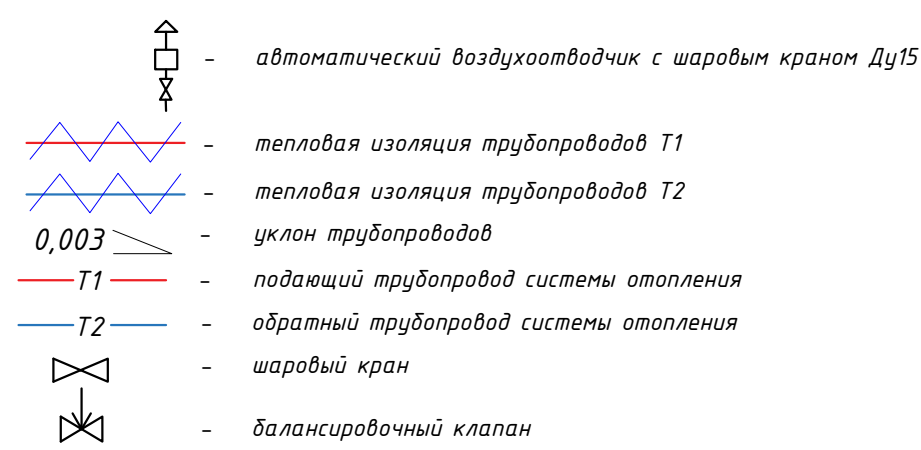 - автоматический воздухоотводчик с шаровым краном Ду15
- тепловая изоляция трубопроводов Т1
- тепловая изоляция трубопроводов Т2
0,003 - уклон трубопроводов
Т1 - подающий трубопровод системы отопления
Т2 - обратный трубопровод системы отопления
- шаровый кран
- балансировочный клапан